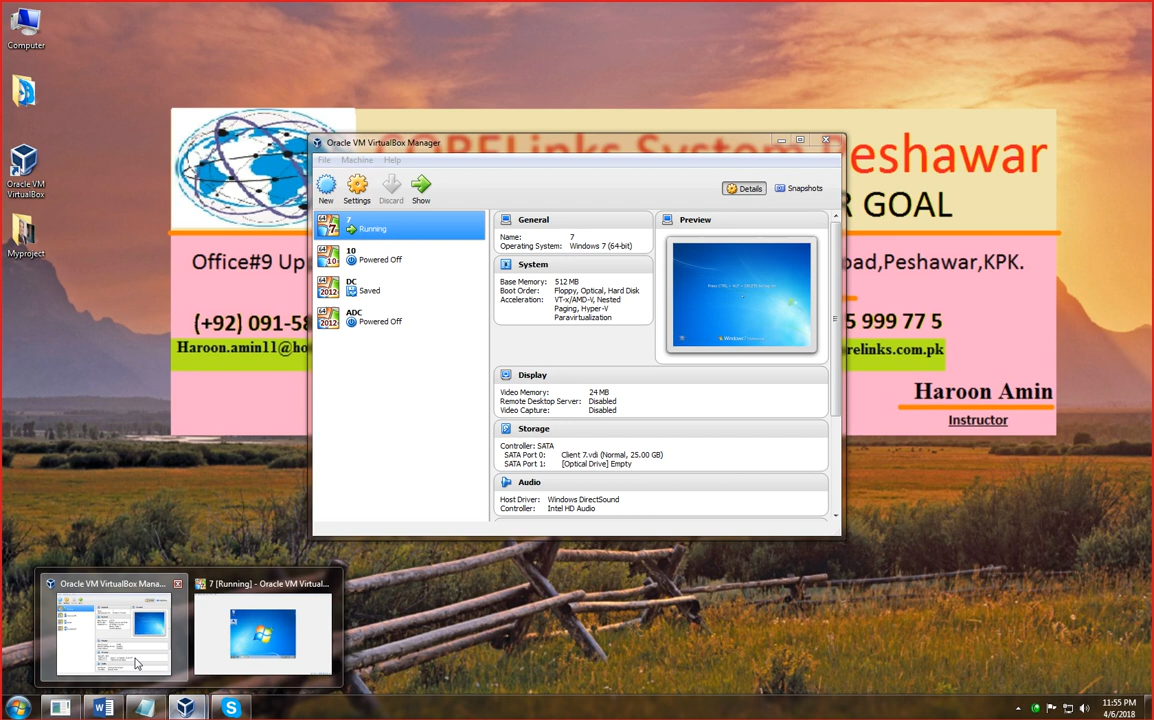 Computer
Oracle VM
VirtualBox
Myproject
CORELinks System Peshawar
R GOAL
Office#9 Up
bad,Peshawar,KPK.
(+92) 091-58
5 999 77 5
Haroon.amin11@ho
relinks.com.pk
Haroon Amin
Instructor
Oracle VM VirtualBox Manager
File Machine Help
New Settings Discard Show
Details Snapshots
7
Running
10
Powered Off
DC
Saved
ADC
Powered Off
General
Name: 7
Operating System: Windows 7 (64-bit)
System
Base Memory: 512 MB
Boot Order: Floppy, Optical, Hard Disk
Acceleration: VT-x/AMD-V, Nested
Paging, Hyper-V
Paravirtualization
Preview
Display
Video Memory: 24 MB
Remote Desktop Server: Disabled
Video Capture: Disabled
Storage
Controller: SATA
SATA Port 0: Client 7.vdi (Normal, 25.00 GB)
SATA Port 1: [Optical Drive] Empty
Audio
Host Driver: Windows DirectSound
Controller: Intel HD Audio
Oracle VM VirtualBox Mana...
7 [Running] - Oracle VM Virtual...
11:55 PM
4/6/2018